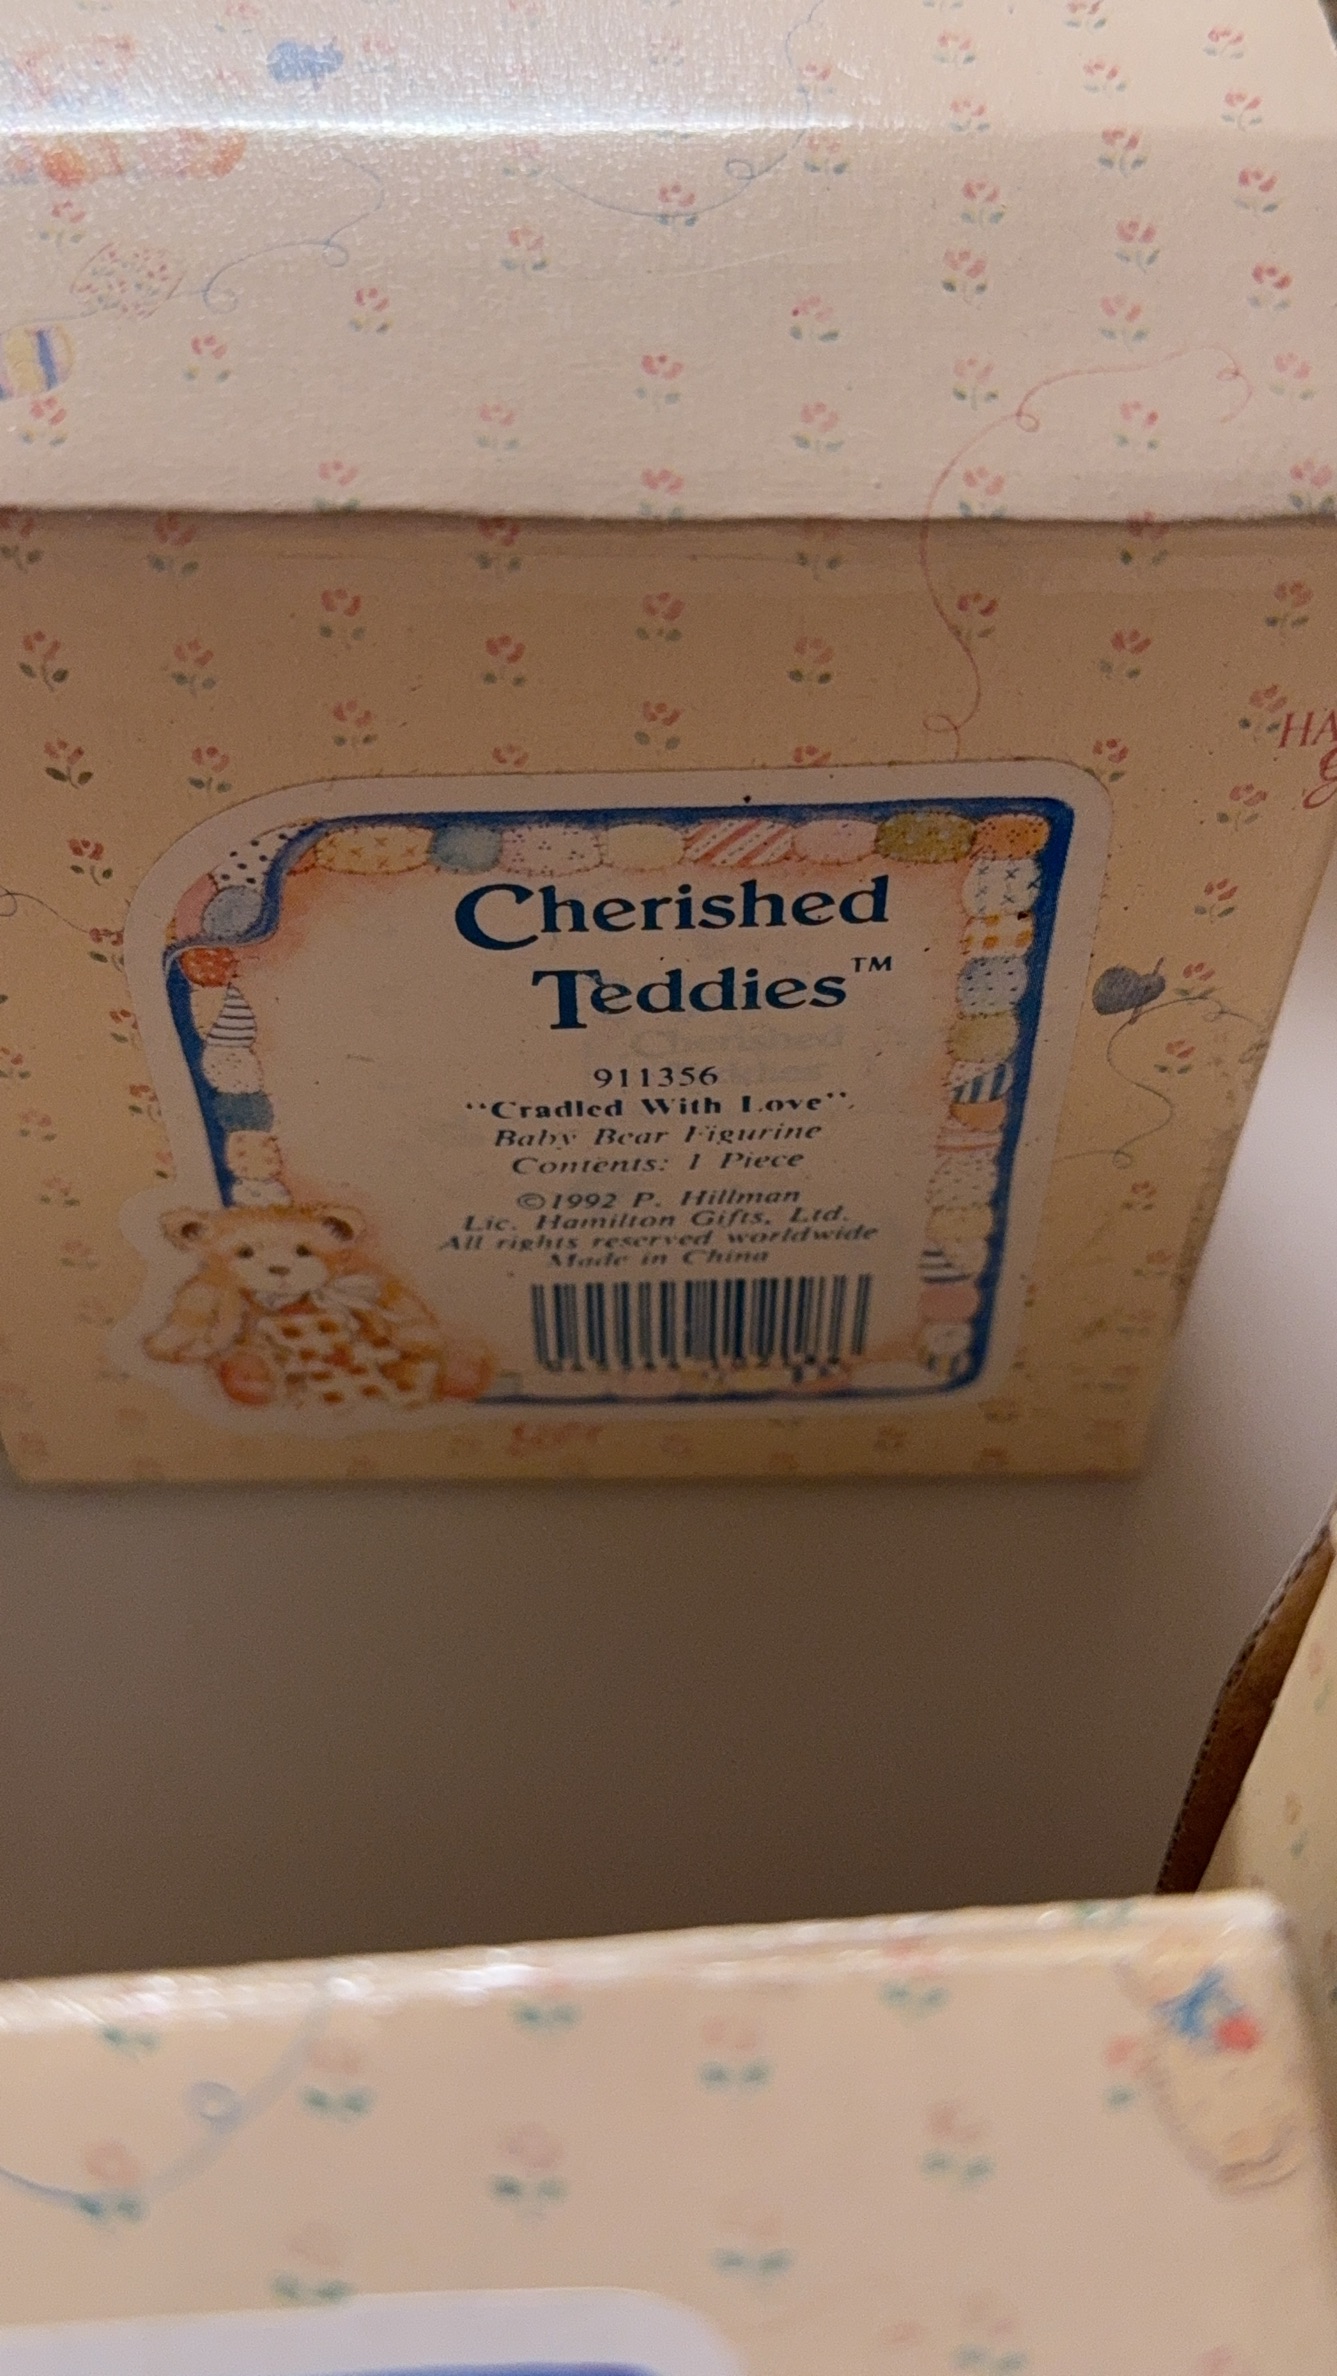 Cherished
Teddies™
911356
"Cradled With Love"
Baby Bear Figurine
Contents: 1 Piece
©1992 P. Hillman
Lic. Hamilton Gifts, Ltd.
All rights reserved worldwide
Made in China